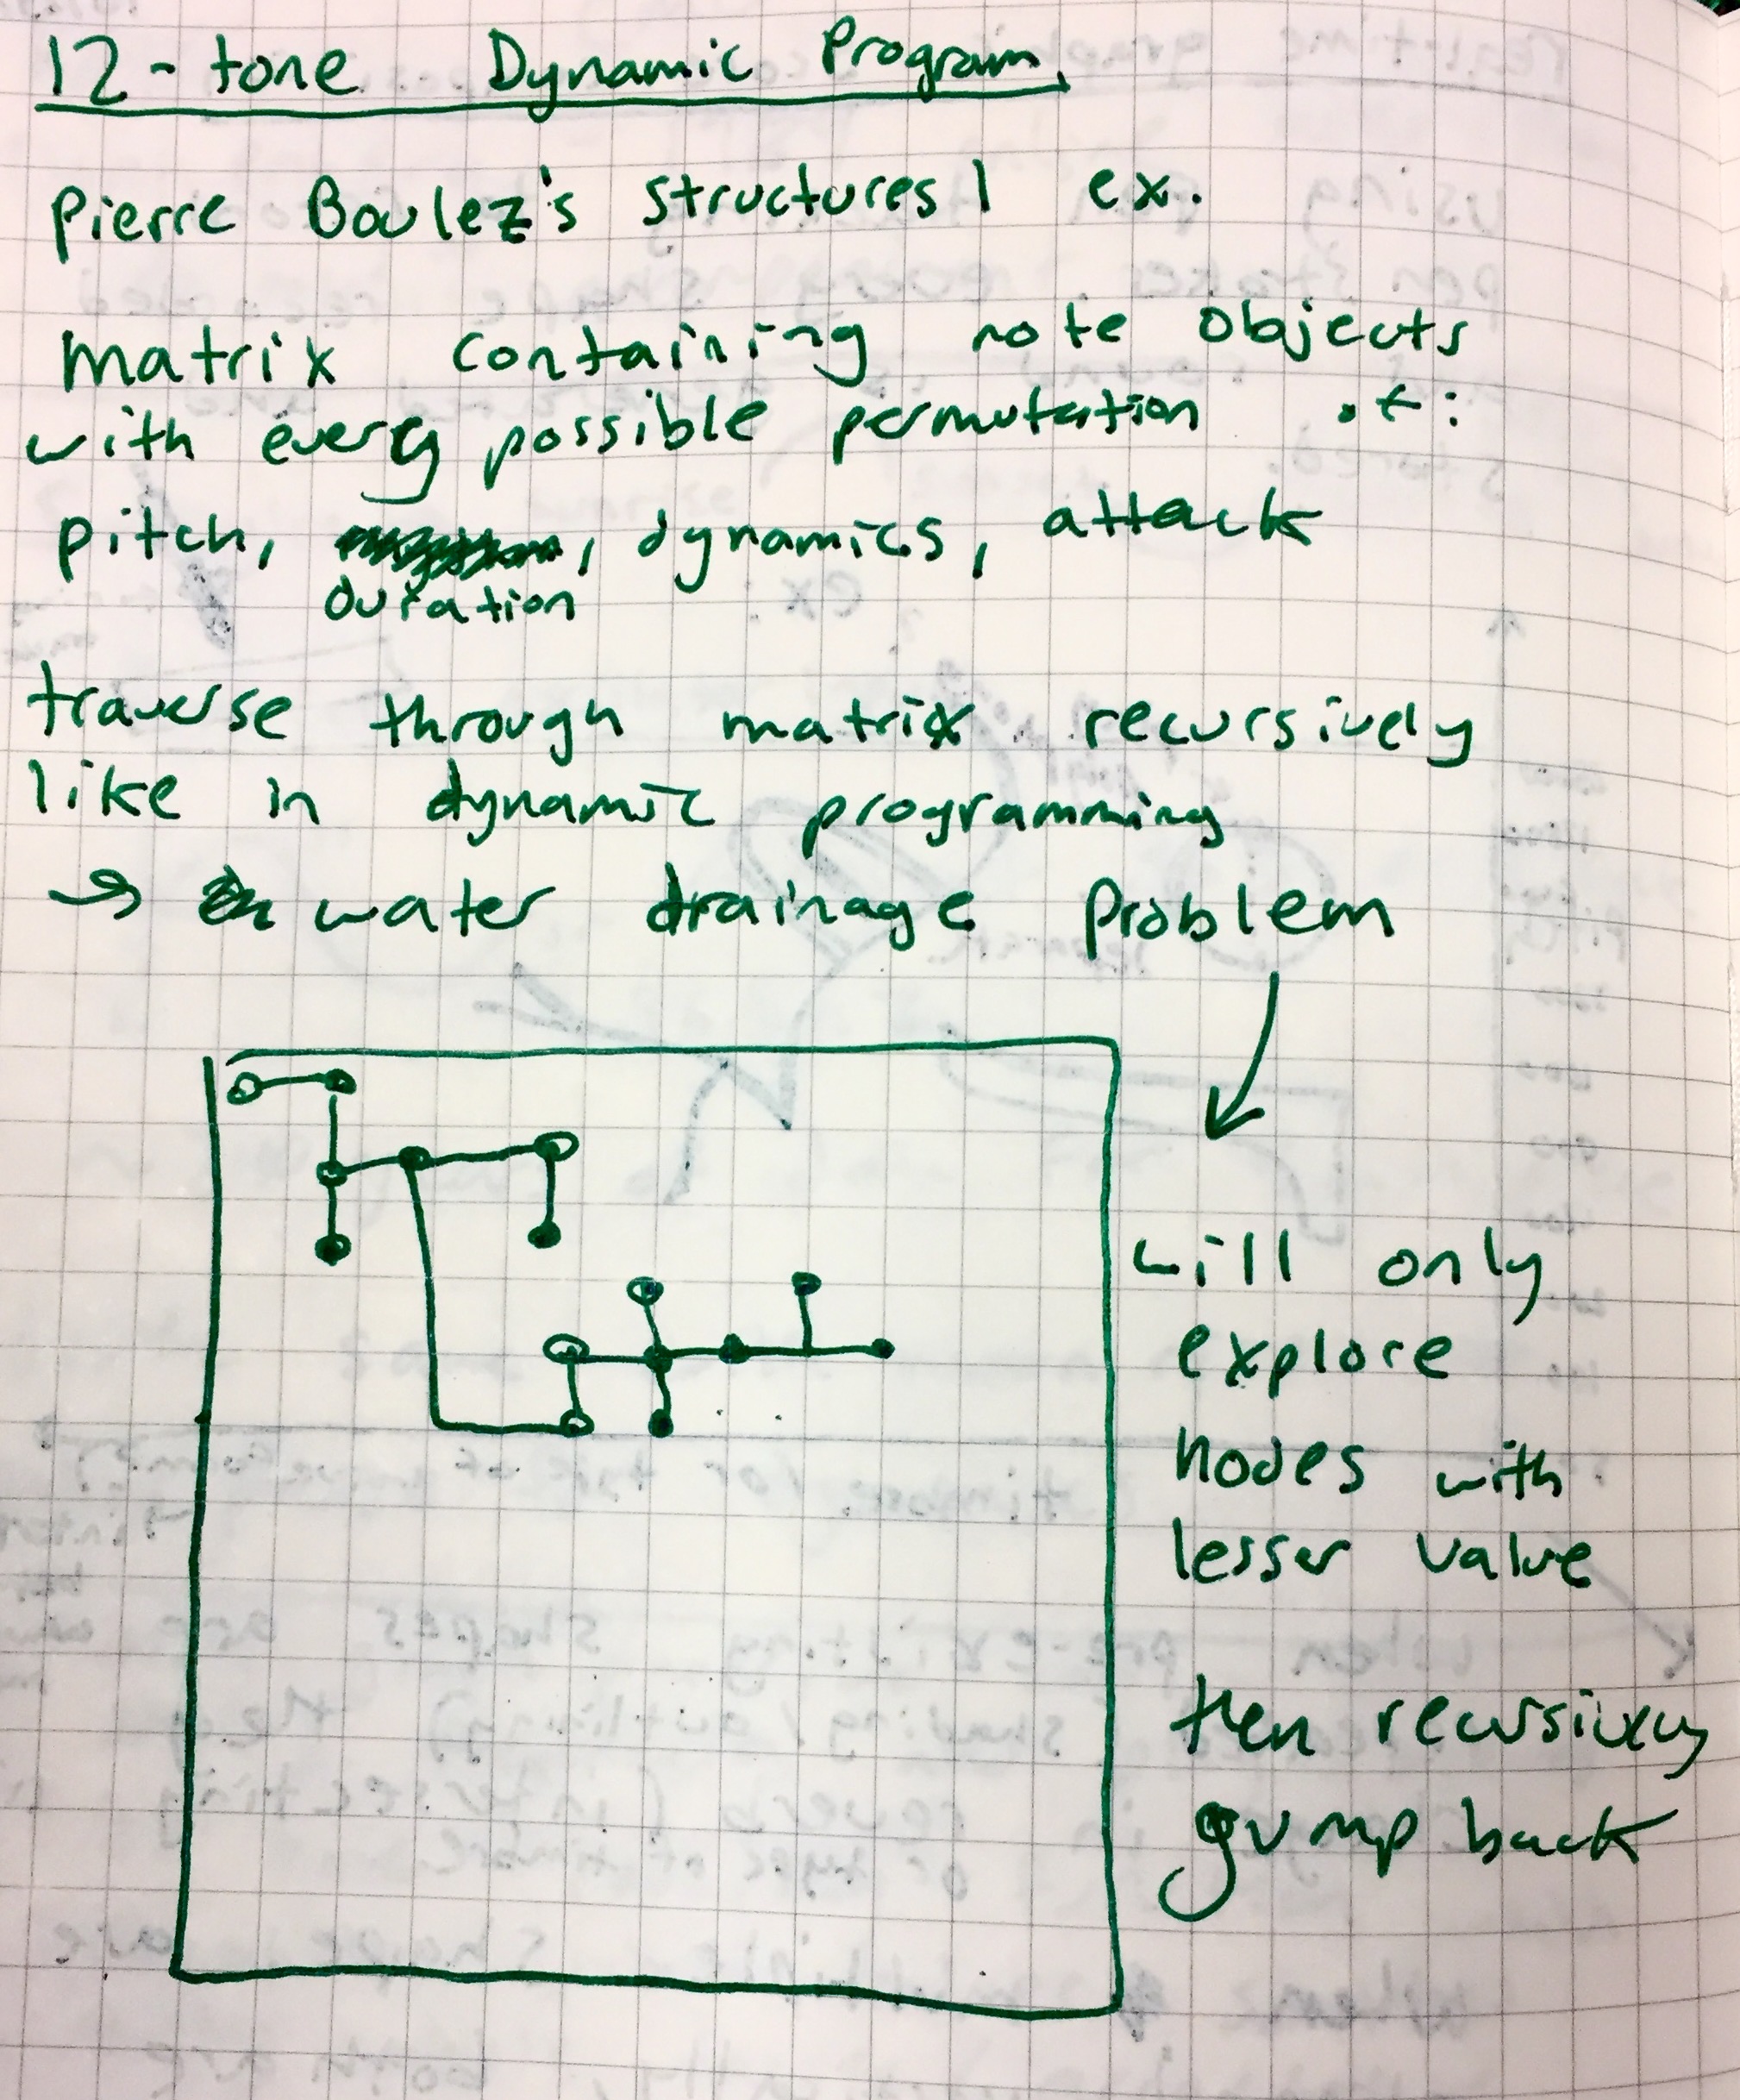 12-tone Dynamic Program
Pierre Boulez's structures 1 ex.
Matrix containing note objects
with every possible permutation of:
pitch, , dynamics, attack
duration
traverse through matrix recursively
like in dynamic programming
→ water drainage problem
will only
explore
nodes with
lesser value
then recursively
gump back